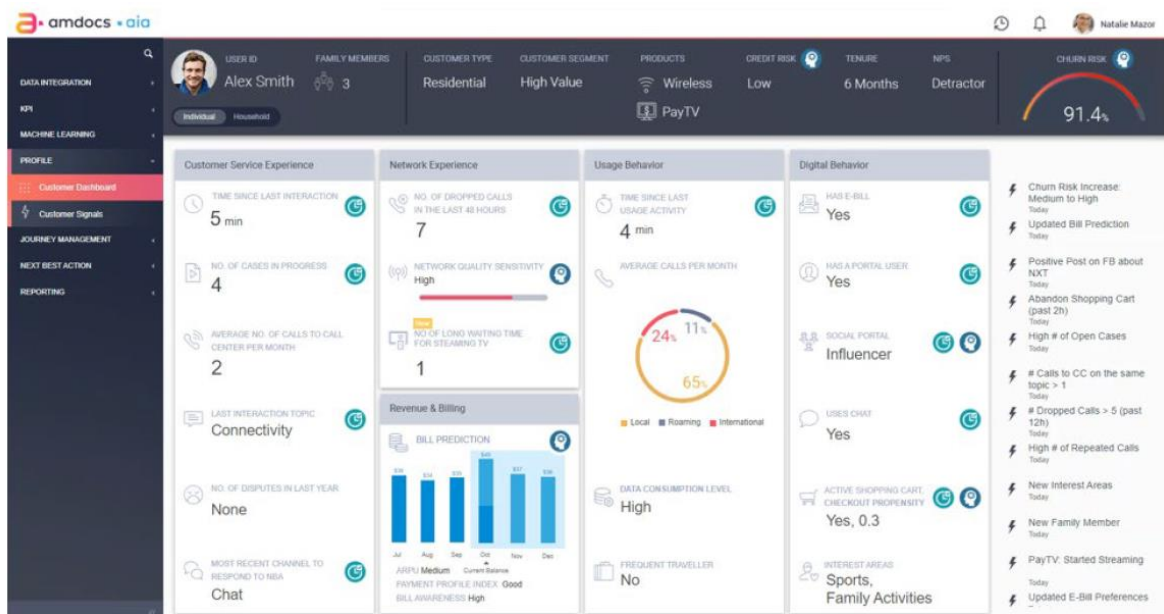 amdocs • aia
Natalie Mazor
DATA INTEGRATION
KPI
MACHINE LEARNING
PROFILE
Customer Dashboard
Customer Signals
JOURNEY MANAGEMENT
NEXT BEST ACTION
REPORTING
USER ID
Alex Smith
FAMILY MEMBERS
3
Individual Household
CUSTOMER TYPE
Residential
CUSTOMER SEGMENT
High Value
PRODUCTS
Wireless
PayTV
CREDIT RISK
Low
TENURE
6 Months
NPS
Detractor
CHURN RISK
91.4%
Customer Service Experience
TIME SINCE LAST INTERACTION
5 min
NO. OF CASES IN PROGRESS
4
AVERAGE NO. OF CALLS TO CALL
CENTER PER MONTH
2
LAST INTERACTION TOPIC
Connectivity
NO. OF DISPUTES IN LAST YEAR
None
MOST RECENT CHANNEL TO
RESPOND TO NBA
Chat
Network Experience
NO. OF DROPPED CALLS
IN THE LAST 48 HOURS
7
NETWORK QUALITY SENSITIVITY
High
New
NO OF LONG WAITING TIME
FOR STEAMING TV
1
Revenue & Billing
BILL PREDICTION
$45
$37
Jul Aug Sep Oct Nov Dec
Current Balance
ARPU Medium
PAYMENT PROFILE INDEX Good
BILL AWARENESS High
Usage Behavior
TIME SINCE LAST
USAGE ACTIVITY
4 min
AVERAGE CALLS PER MONTH
24%
11%
65%
Local Roaming International
DATA CONSUMPTION LEVEL
High
FREQUENT TRAVELLER
No
Digital Behavior
HAS E-BILL
Yes
HAS A PORTAL USER
Yes
SOCIAL PORTAL
Influencer
USES CHAT
Yes
ACTIVE SHOPPING CART,
CHECKOUT PROPENSITY
Yes, 0.3
INTEREST AREAS
Sports,
Family Activities
Churn Risk Increase:
Medium to High
Today
Updated Bill Prediction
Today
Positive Post on FB about
NXT
Today
Abandon Shopping Cart
(past 2h)
Today
High # of Open Cases
Today
# Calls to CC on the same
topic > 1
Today
# Dropped Calls > 5 (past
12h)
Today
High # of Repeated Calls
Today
New Interest Areas
Today
New Family Member
Today
PayTV: Started Streaming
Today
Updated E-Bill Preferences